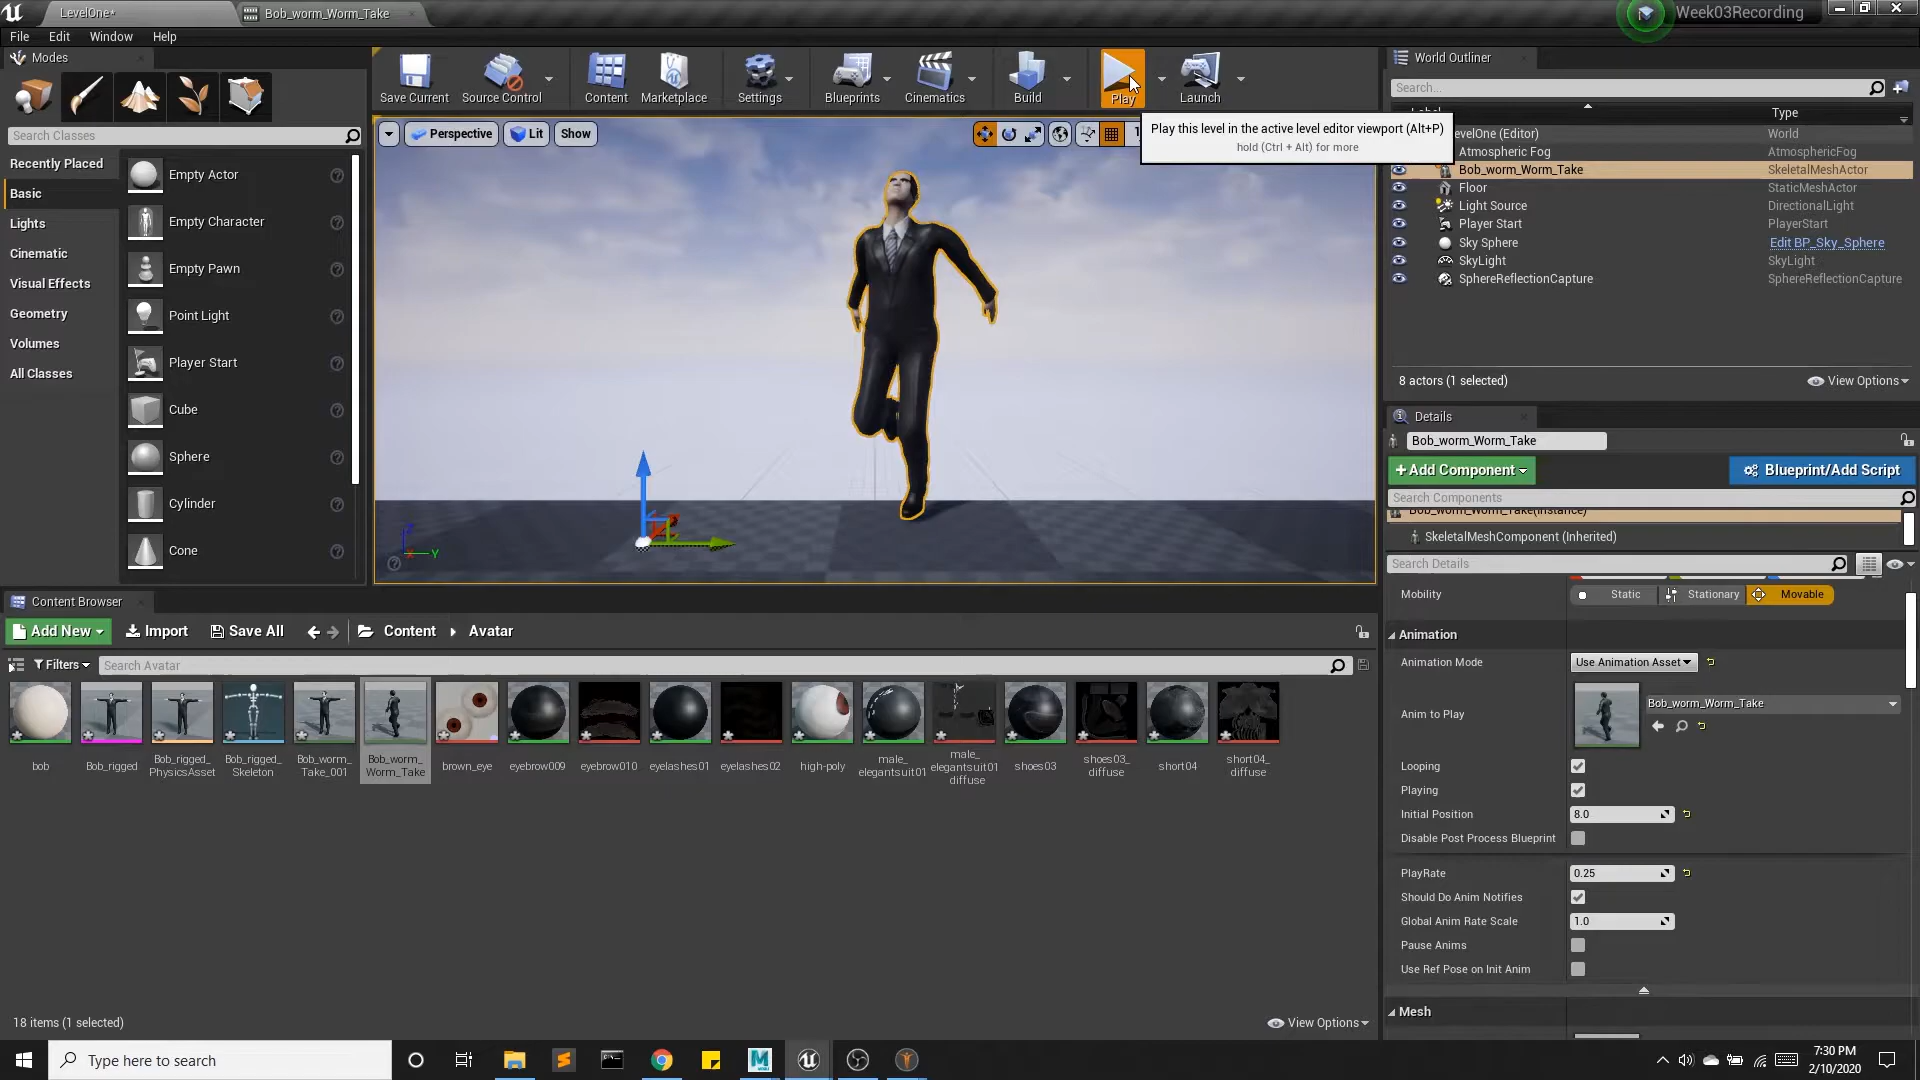 LevelOne*
Bob_worm_Worm_Take
Week03Recording
File
Edit
Window
Help
Modes
Save Current
Source Control
Content
Marketplace
Settings
Blueprints
Cinematics
Build
Play
Launch
Search Classes
Recently Placed
Basic
Lights
Cinematic
Visual Effects
Geometry
Volumes
All Classes
Empty Actor
Empty Character
Empty Pawn
Point Light
Player Start
Cube
Sphere
Cylinder
Cone
Perspective
Lit
Show
Play this level in the active level editor viewport (Alt+P)
hold (Ctrl + Alt) for more
Y
World Outliner
Search...
Label
Type
evelOne (Editor)
World
Atmospheric Fog
AtmosphericFog
Bob_worm_Worm_Take
SkeletalMeshActor
Floor
StaticMeshActor
Light Source
DirectionalLight
Player Start
PlayerStart
Sky Sphere
Edit BP_Sky_Sphere
SkyLight
SkyLight
SphereReflectionCapture
SphereReflectionCapture
8 actors (1 selected)
View Options
Details
Bob_worm_Worm_Take
+Add Component
Blueprint/Add Script
Search Components
Bob_worm_Worm_Take(Instance)
SkeletalMeshComponent (Inherited)
Search Details
Mobility
Static
Stationary
Movable
Animation
Animation Mode
Use Animation Asset
Anim to Play
Bob_worm_Worm_Take
Looping
Playing
Initial Position
8.0
Disable Post Process Blueprint
PlayRate
0.25
Should Do Anim Notifies
Global Anim Rate Scale
1.0
Pause Anims
Use Ref Pose on Init Anim
Mesh
Content Browser
Add New
Import
Save All
Content
Avatar
Filters
Search Avatar
bob
Bob_rigged
Bob_rigged_
PhysicsAsset
Bob_rigged_
Skeleton
Bob_worm_
Take_001
Bob_worm_
Worm_Take
brown_eye
eyebrow009
eyebrow010
eyelashes01
eyelashes02
high-poly
male_
elegantsuit01
male_
elegantsuit01_
diffuse
shoes03
shoes03_
diffuse
short04
short04_
diffuse
18 items (1 selected)
View Options
Type here to search
7:30 PM
2/10/2020